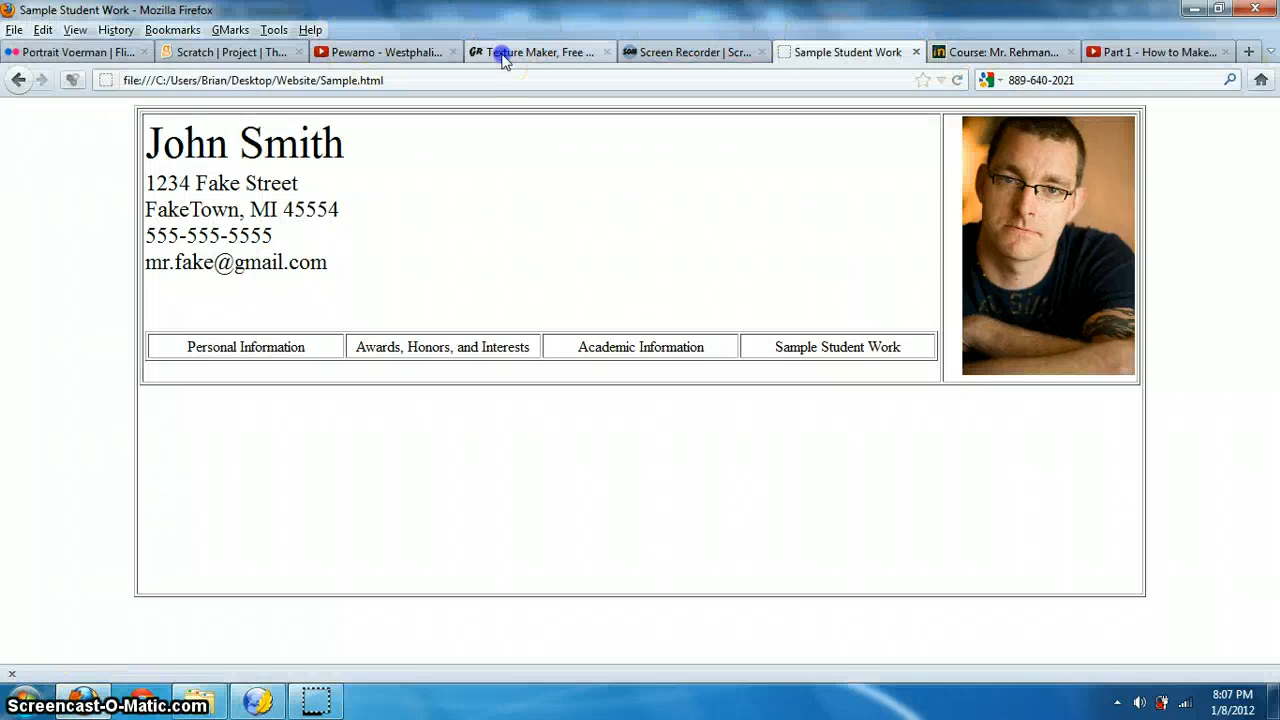 Sample Student Work - Mozilla Firefox
File Edit View History Bookmarks GMarks Tools Help
Portrait Voerman | Fli... Scratch | Project | Th... Pewamo - Westphali... GR Texture Maker, Free ... SOM Screen Recorder | Scr... Sample Student Work Course: Mr. Rehman... Part 1 - How to Make...
file:///C:/Users/Brian/Desktop/Website/Sample.html 889-640-2021
John Smith
1234 Fake Street
FakeTown, MI 45554
555-555-5555
mr.fake@gmail.com
Personal Information Awards, Honors, and Interests Academic Information Sample Student Work
Screencast-O-Matic.com
8:07 PM
1/8/2012